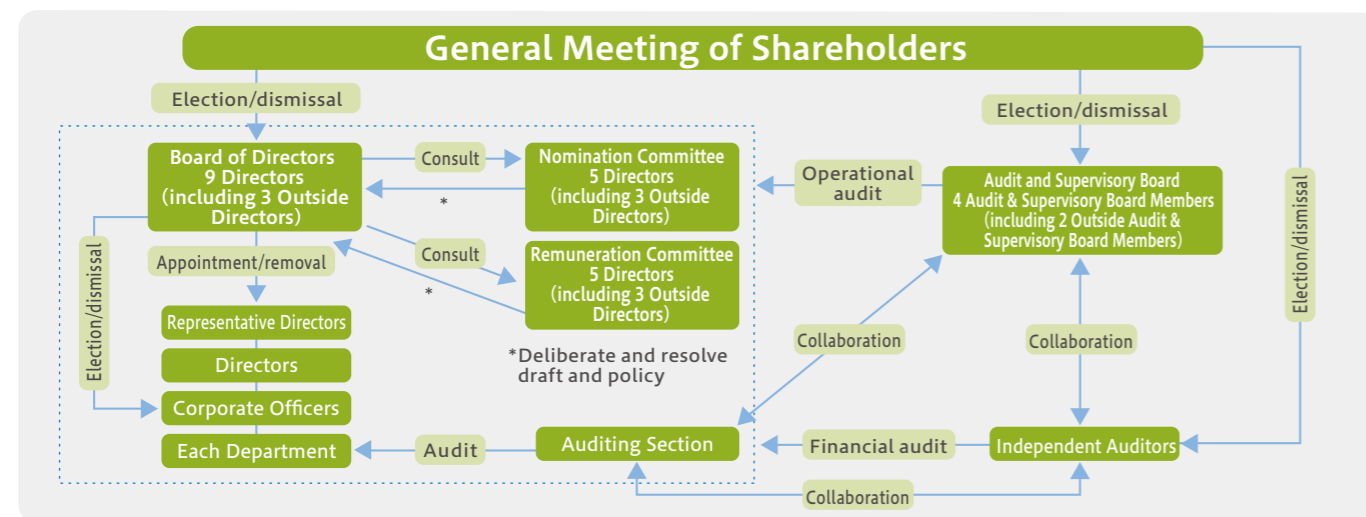 General Meeting of Shareholders
Election/dismissal
Election/dismissal
Election/dismissal
Board of Directors
9 Directors
(including 3 Outside
Directors)
Consult
*
Nomination Committee
5 Directors
(including 3 Outside
Directors)
Operational
audit
Audit and Supervisory Board
4 Audit & Supervisory Board Members
(including 2 Outside Audit &
Supervisory Board Members)
Election/dismissal
Appointment/removal
Consult
*
Remuneration Committee
5 Directors
(including 3 Outside
Directors)
Representative Directors
Directors
Corporate Officers
Each Department
*Deliberate and resolve
draft and policy
Collaboration
Collaboration
Audit
Auditing Section
Financial audit
Independent Auditors
Collaboration